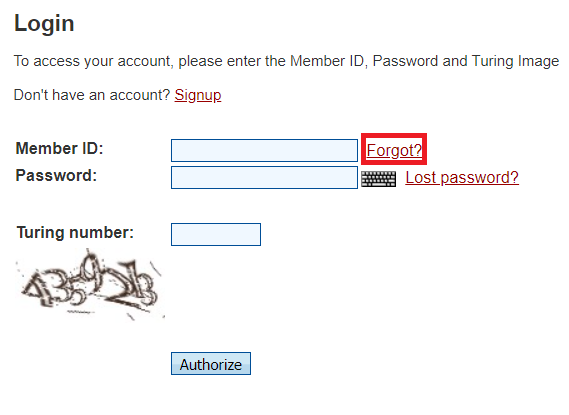 Login
To access your account, please enter the Member ID, Password and Turing Image
Don't have an account? Signup
Member ID: Forgot?
Password: Lost password?
Turing number:
Authorize